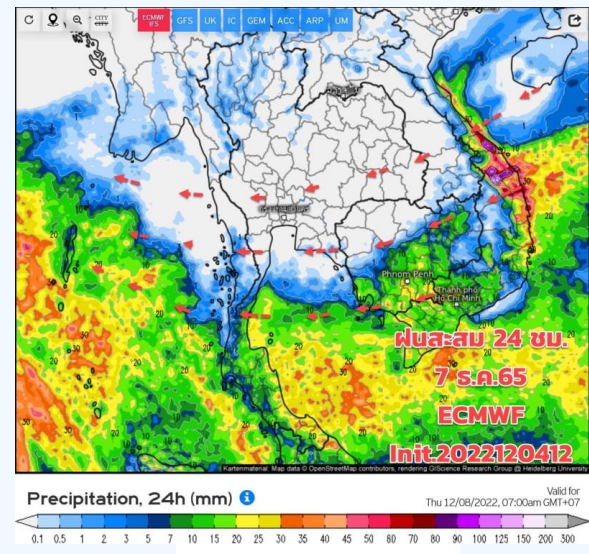 CITY
CITY
ECMWF
IFS
GFS
UK
IC
GEM
ACC
ARP
UM
Phnom Penh
Thành phố
Hồ Chí Minh
ฝนสะสม 24 ชม.
7 ธ.ค.65
ECMWF
Init.2022120412
Kartenmaterial: Map data © OpenStreetMap contributors, rendering GIScience Research Group @ Heidelberg University
Precipitation, 24h (mm)
Valid for
Thu 12/08/2022, 07:00am GMT+07
0.1 0.5 1 2 3 5 7 10 15 20 25 30 35 40 45 50 60 70 80 90 100 125 150 200 300